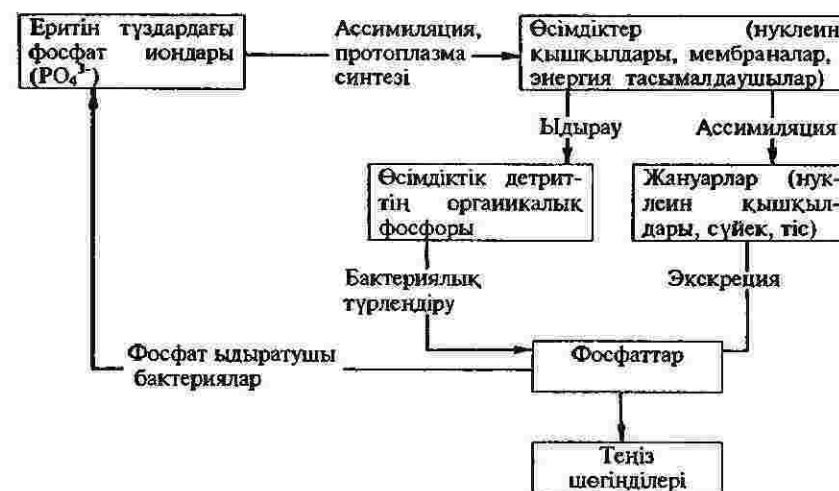 Еритін тұздардағы
фосфат иондары
(PO₄³⁻)
Ассимиляция,
протоплазма
синтезі
Өсімдіктер (нуклеин
қышқылдары, мембраналар,
энергия тасымалдаушылар)
Ыдырау
Ассимиляция
Өсімдіктік детрит-
тің органикалық
фосфоры
Жануарлар (нук-
леин қышқыл-
дары, сүйек, тіс)
Бактериялық
түрлендіру
Экскреция
Фосфат ыдыратушы
бактериялар
Фосфаттар
Теңіз
шөгінділері